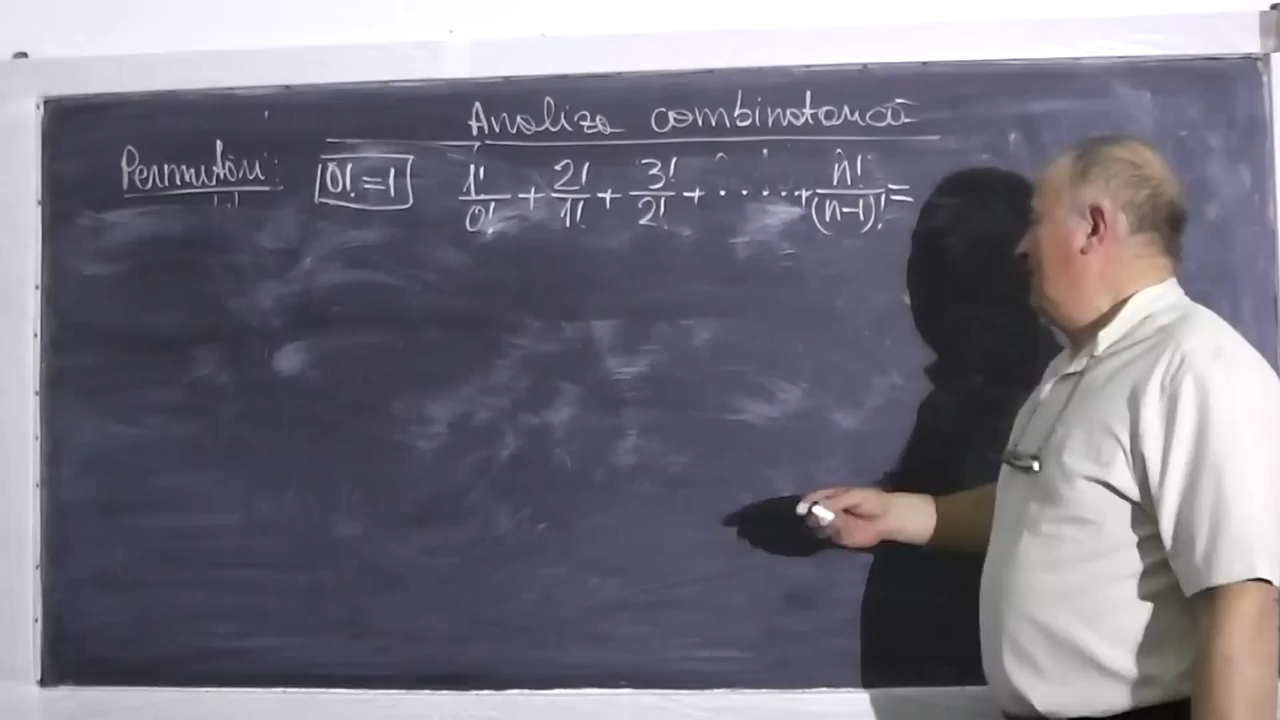 Analiza combinatorică
Permutări: 0! = 1 1!/0! + 2!/1! + 3!/2! + ..... + n!/(n-1)! =